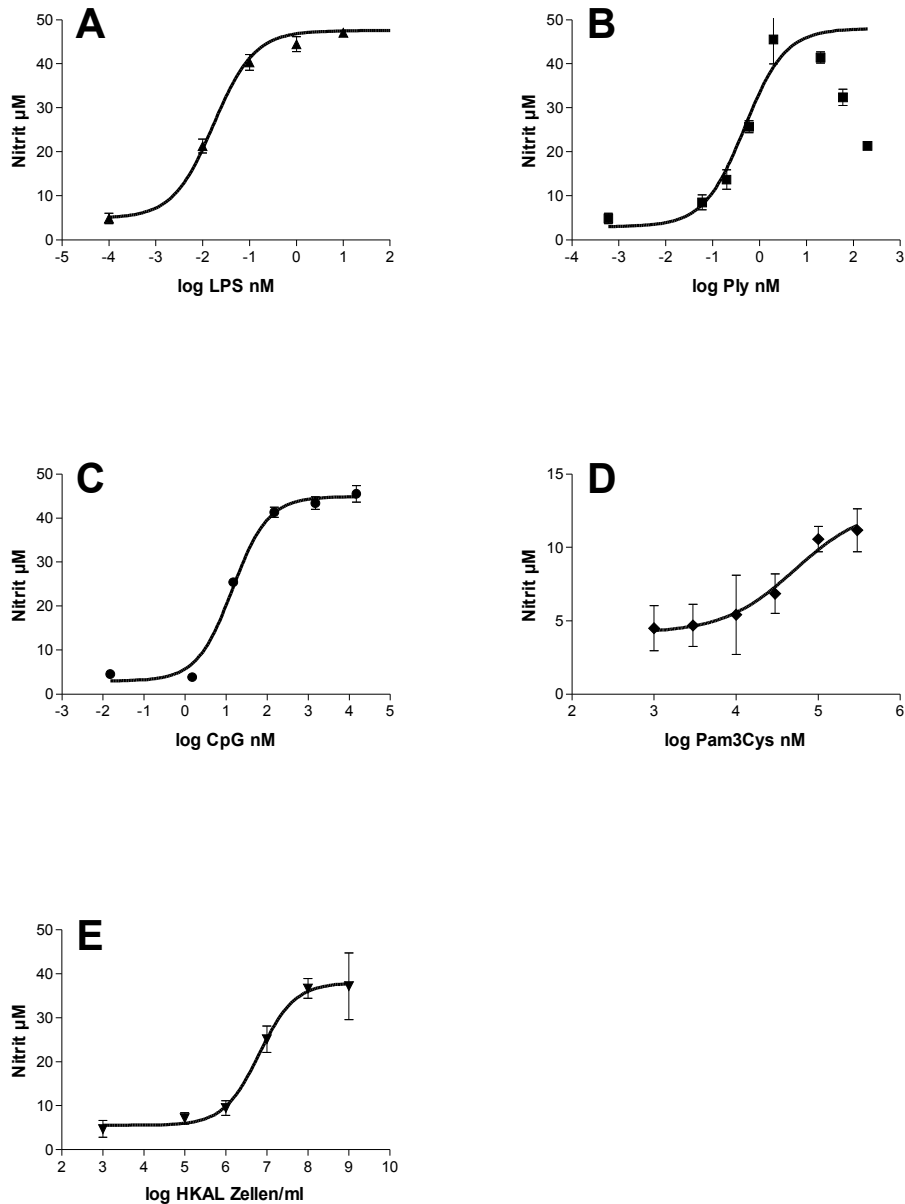 A
50
40
30
20
10
0
Nitrit µM
-5 -4 -3 -2 -1 0 1 2
log LPS nM
B
50
40
30
20
10
0
Nitrit µM
-4 -3 -2 -1 0 1 2 3
log Ply nM
C
50
40
30
20
10
0
Nitrit µM
-3 -2 -1 0 1 2 3 4 5
log CpG nM
D
15
10
5
0
Nitrit µM
2 3 4 5 6
log Pam3Cys nM
E
50
40
30
20
10
0
Nitrit µM
2 3 4 5 6 7 8 9 10
log HKAL Zellen/ml